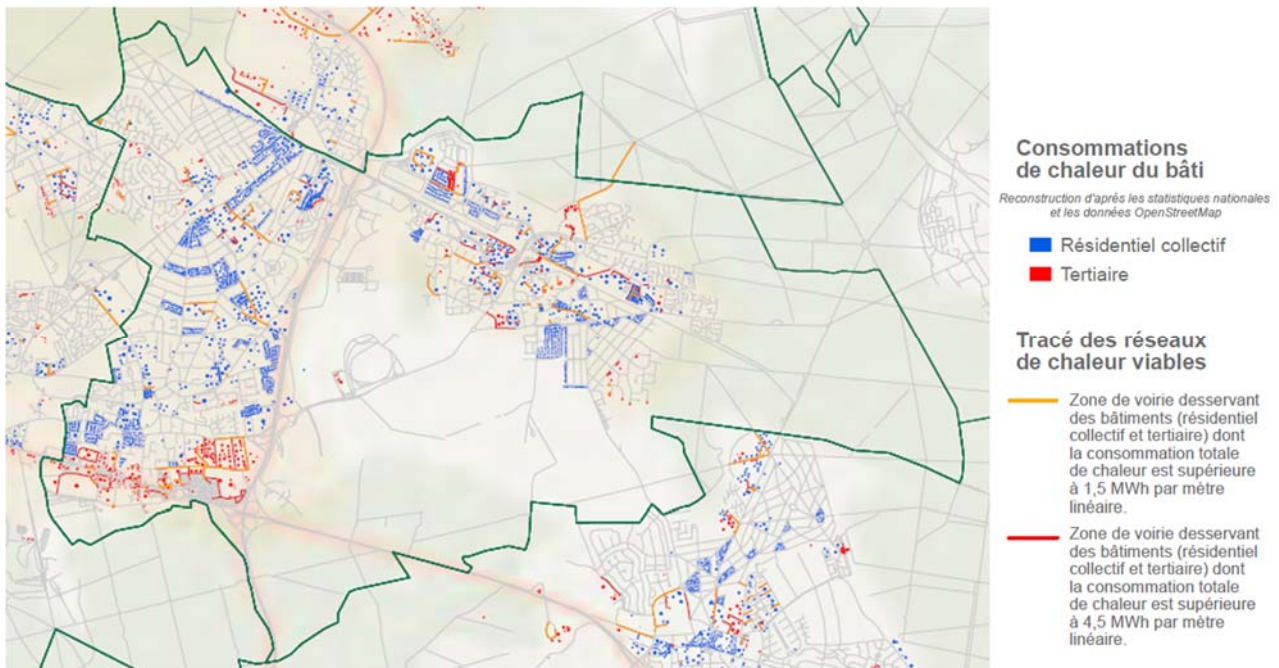 Consommations
de chaleur du bâti
Reconstruction d'après les statistiques nationales
et les données OpenStreetMap
Résidentiel collectif
Tertiaire
Tracé des réseaux
de chaleur viables
Zone de voirie desservant
des bâtiments (résidentiel
collectif et tertiaire) dont
la consommation totale
de chaleur est supérieure
à 1,5 MWh par mètre
linéaire.
Zone de voirie desservant
des bâtiments (résidentiel
collectif et tertiaire) dont
la consommation totale
de chaleur est supérieure
à 4,5 MWh par mètre
linéaire.